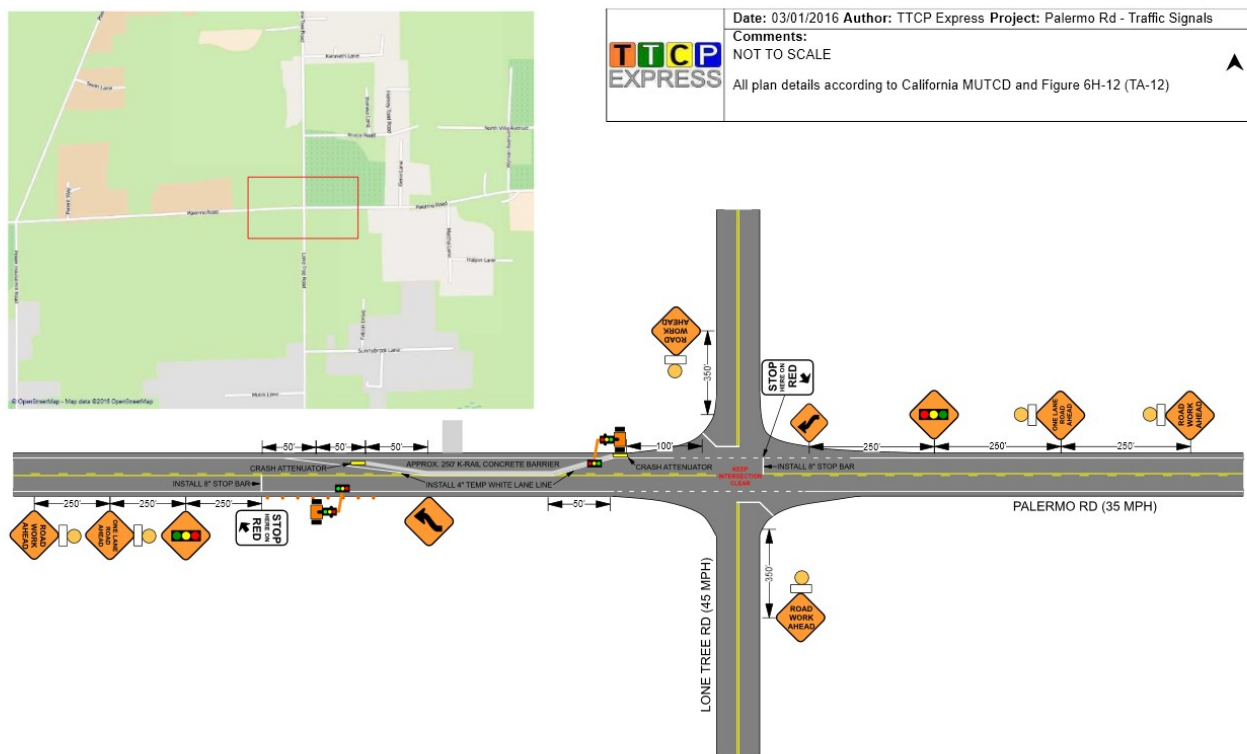 Date: 03/01/2016 Author: TTCP Express Project: Palermo Rd - Traffic Signals
Comments:
NOT TO SCALE
All plan details according to California MUTCD and Figure 6H-12 (TA-12)
TTCP
EXPRESS
Kenneth Lane
North Villa Avenue
Palermo Road
Palermo Road
Lone Tree Road
Sunnybrook Lane
© OpenStreetMap - Map data ©2015 OpenStreetMap
ROAD
WORK
AHEAD
350'
STOP
HERE ON
RED
ONE LANE
ROAD
AHEAD
ROAD
WORK
AHEAD
250'
250'
250'
50'
50'
50'
100'
APPROX. 250' K-RAIL CONCRETE BARRIER
CRASH ATTENUATOR
CRASH ATTENUATOR
KEEP
INTERSECTION
CLEAR
INSTALL 8" STOP BAR
INSTALL 8" STOP BAR
INSTALL 4" TEMP WHITE LANE LINE
250'
250'
250'
50'
PALERMO RD (35 MPH)
ROAD
WORK
AHEAD
ONE LANE
ROAD
AHEAD
STOP
HERE ON
RED
350'
LONE TREE RD (45 MPH)
ROAD
WORK
AHEAD